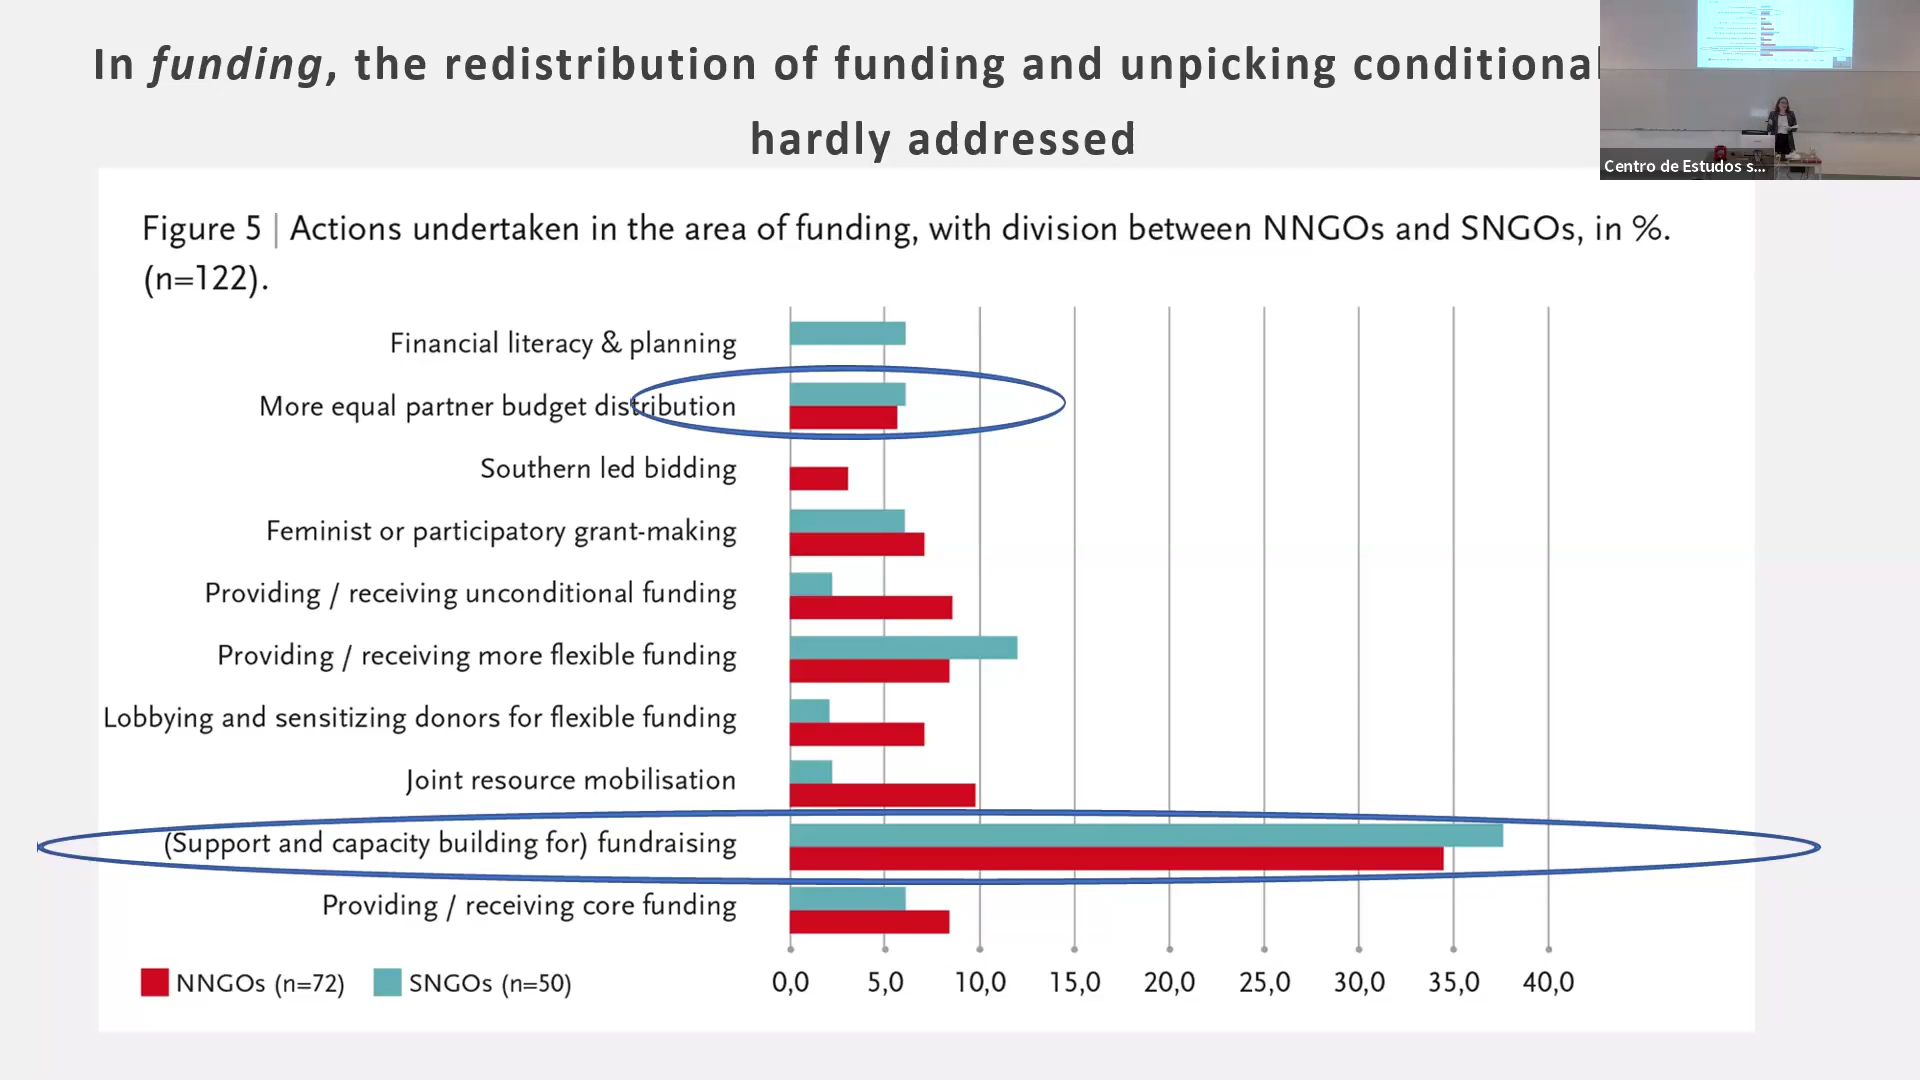 In funding, the redistribution of funding and unpicking conditional
hardly addressed
Centro de Estudos s...
Figure 5 | Actions undertaken in the area of funding, with division between NNGOs and SNGOs, in %.
(n=122).
Financial literacy & planning
More equal partner budget distribution
Southern led bidding
Feminist or participatory grant-making
Providing / receiving unconditional funding
Providing / receiving more flexible funding
Lobbying and sensitizing donors for flexible funding
Joint resource mobilisation
(Support and capacity building for) fundraising
Providing / receiving core funding
NNGOs (n=72) SNGOs (n=50)
0,0 5,0 10,0 15,0 20,0 25,0 30,0 35,0 40,0